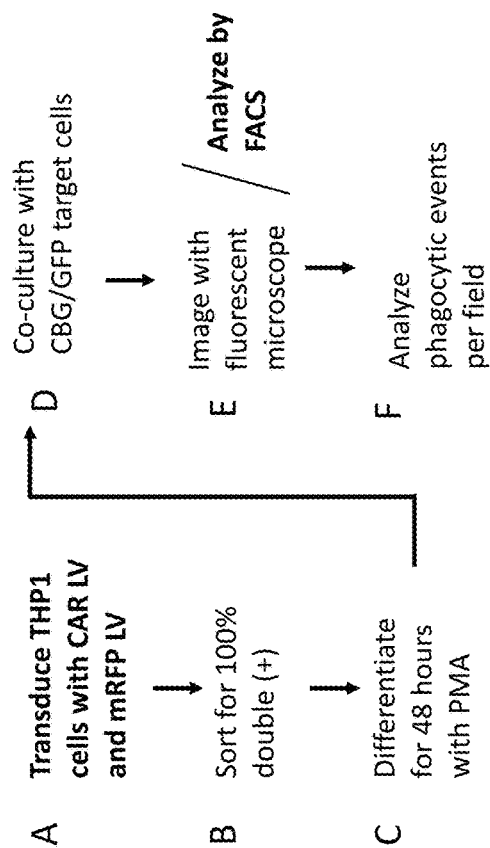 A
Transduce THP1
cells with CAR LV
and mRFP LV
B
Sort for 100%
double (+)
C
Differentiate
for 48 hours
with PMA
D
Co-culture with
CBG/GFP target cells
E
Image with
fluorescent
microscope
Analyze by
FACS
F
Analyze
phagocytic events
per field